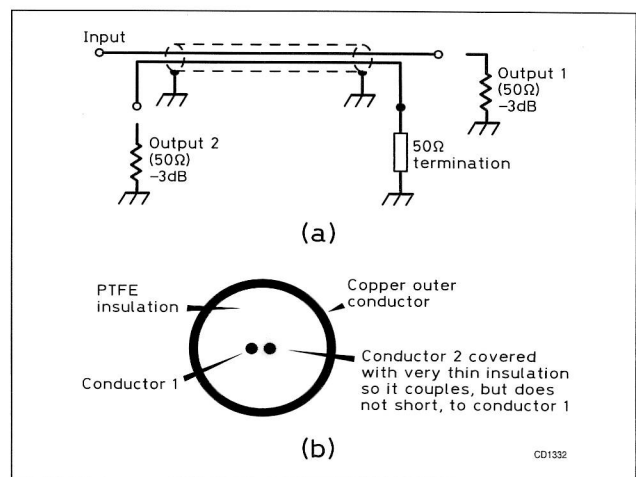 Input
Output 1
(50Ω)
-3dB
Output 2
(50Ω)
-3dB
50Ω
termination
(a)
PTFE
insulation
Copper outer
conductor
Conductor 1
Conductor 2 covered
with very thin insulation
so it couples, but does
not short, to conductor 1
(b)
CD1332